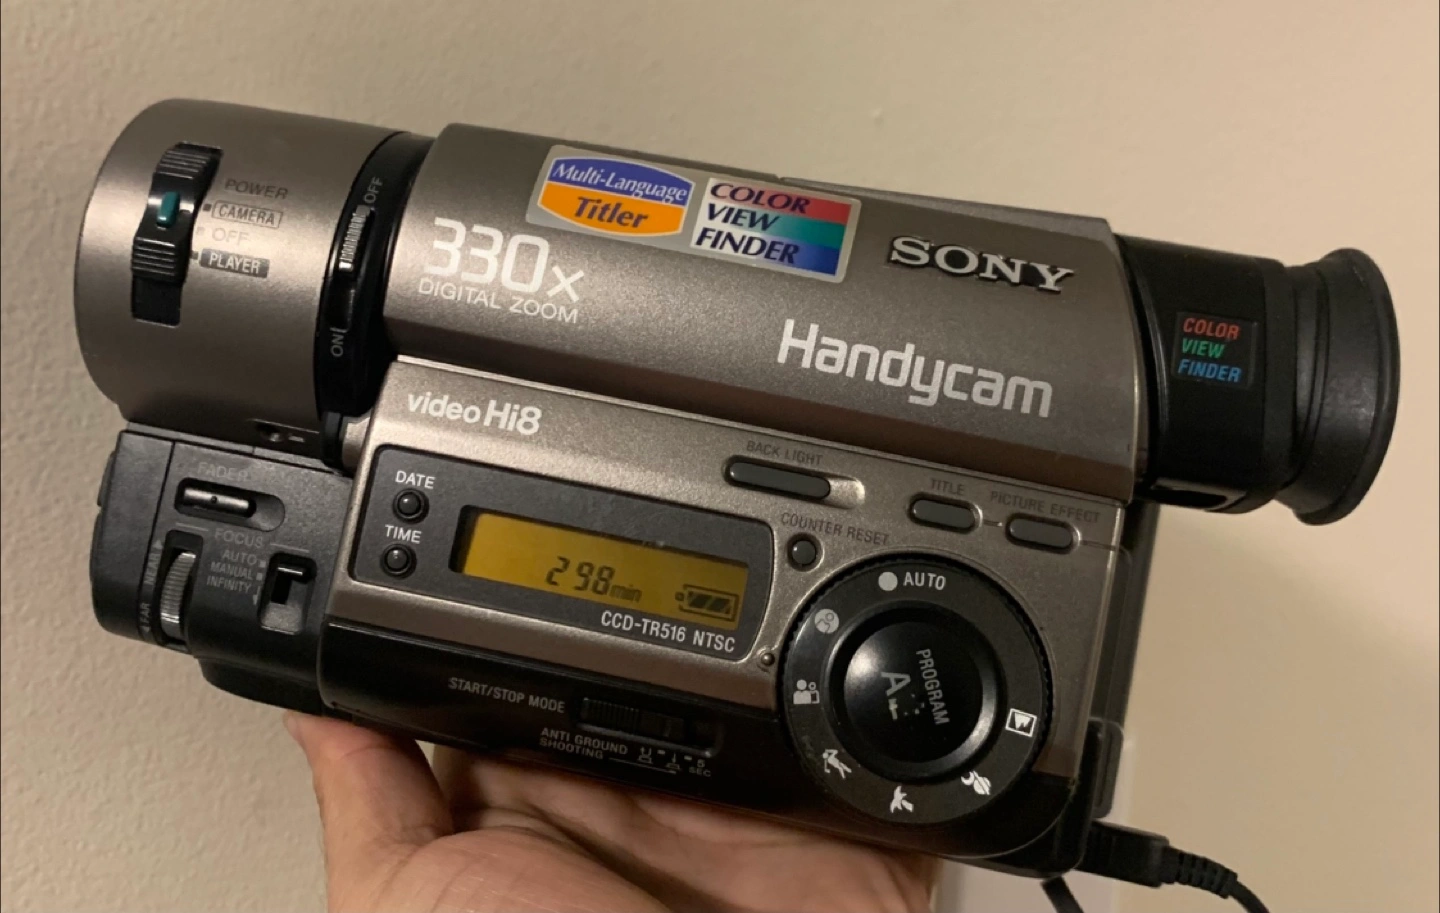 POWER
CAMERA
OFF
PLAYER
OFF
ON
Multi-Language
Titler
COLOR
VIEW
FINDER
330x
DIGITAL ZOOM
SONY
Handycam
COLOR
VIEW
FINDER
video Hi8
BACK LIGHT
TITLE
PICTURE EFFECT
COUNTER RESET
DATE
TIME
298min
CCD-TR516 NTSC
FADER
FOCUS
AUTO
MANUAL
INFINITY
NEAR
FAR
AUTO
PROGRAM
A
START/STOP MODE
ANTI GROUND
SHOOTING
5
SEC